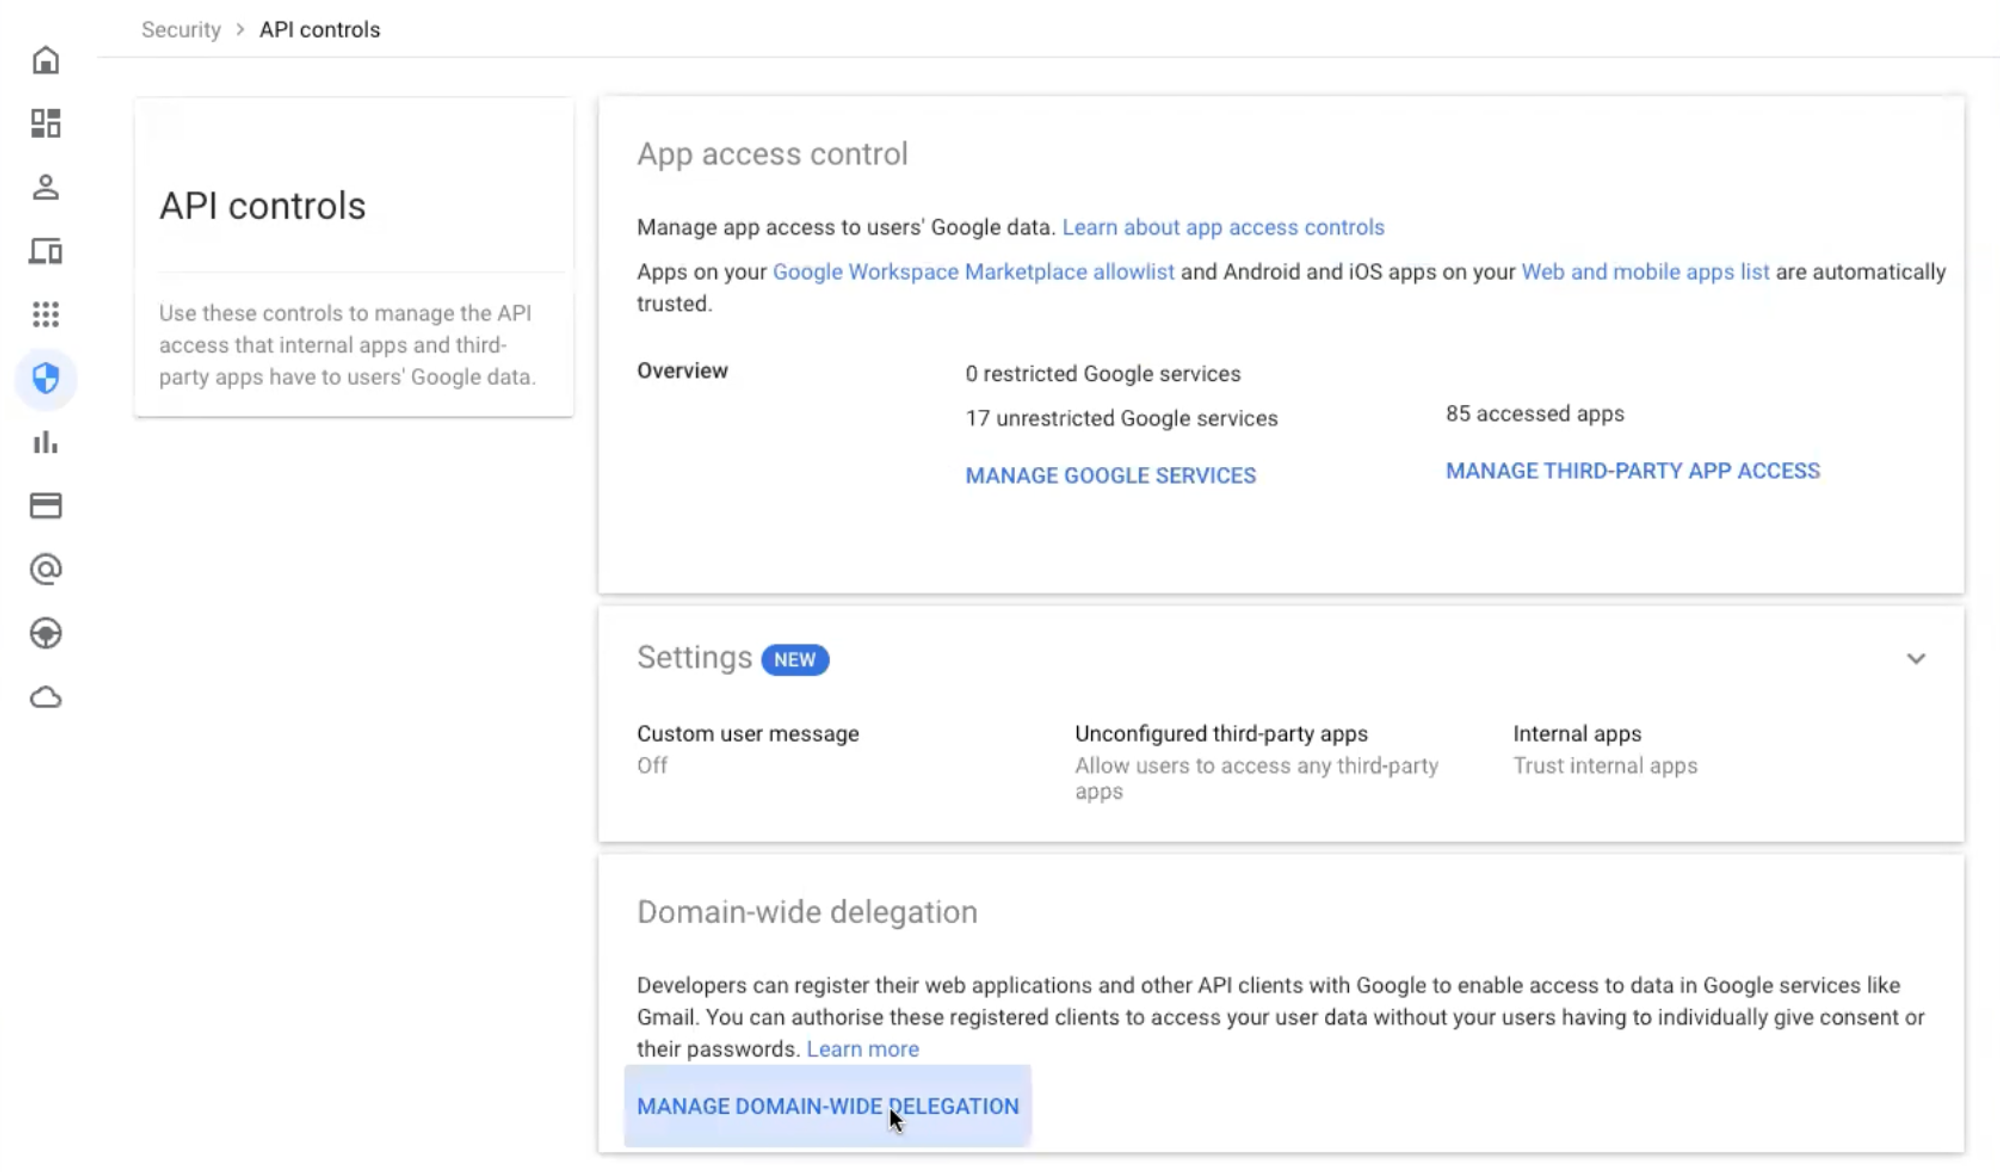 Security > API controls
API controls
Use these controls to manage the API
access that internal apps and third-
party apps have to users' Google data.
App access control
Manage app access to users' Google data. Learn about app access controls
Apps on your Google Workspace Marketplace allowlist and Android and iOS apps on your Web and mobile apps list are automatically
trusted.
Overview
0 restricted Google services
17 unrestricted Google services
MANAGE GOOGLE SERVICES
85 accessed apps
MANAGE THIRD-PARTY APP ACCESS
Settings NEW
Custom user message
Off
Unconfigured third-party apps
Allow users to access any third-party
apps
Internal apps
Trust internal apps
Domain-wide delegation
Developers can register their web applications and other API clients with Google to enable access to data in Google services like
Gmail. You can authorise these registered clients to access your user data without your users having to individually give consent or
their passwords. Learn more
MANAGE DOMAIN-WIDE DELEGATION